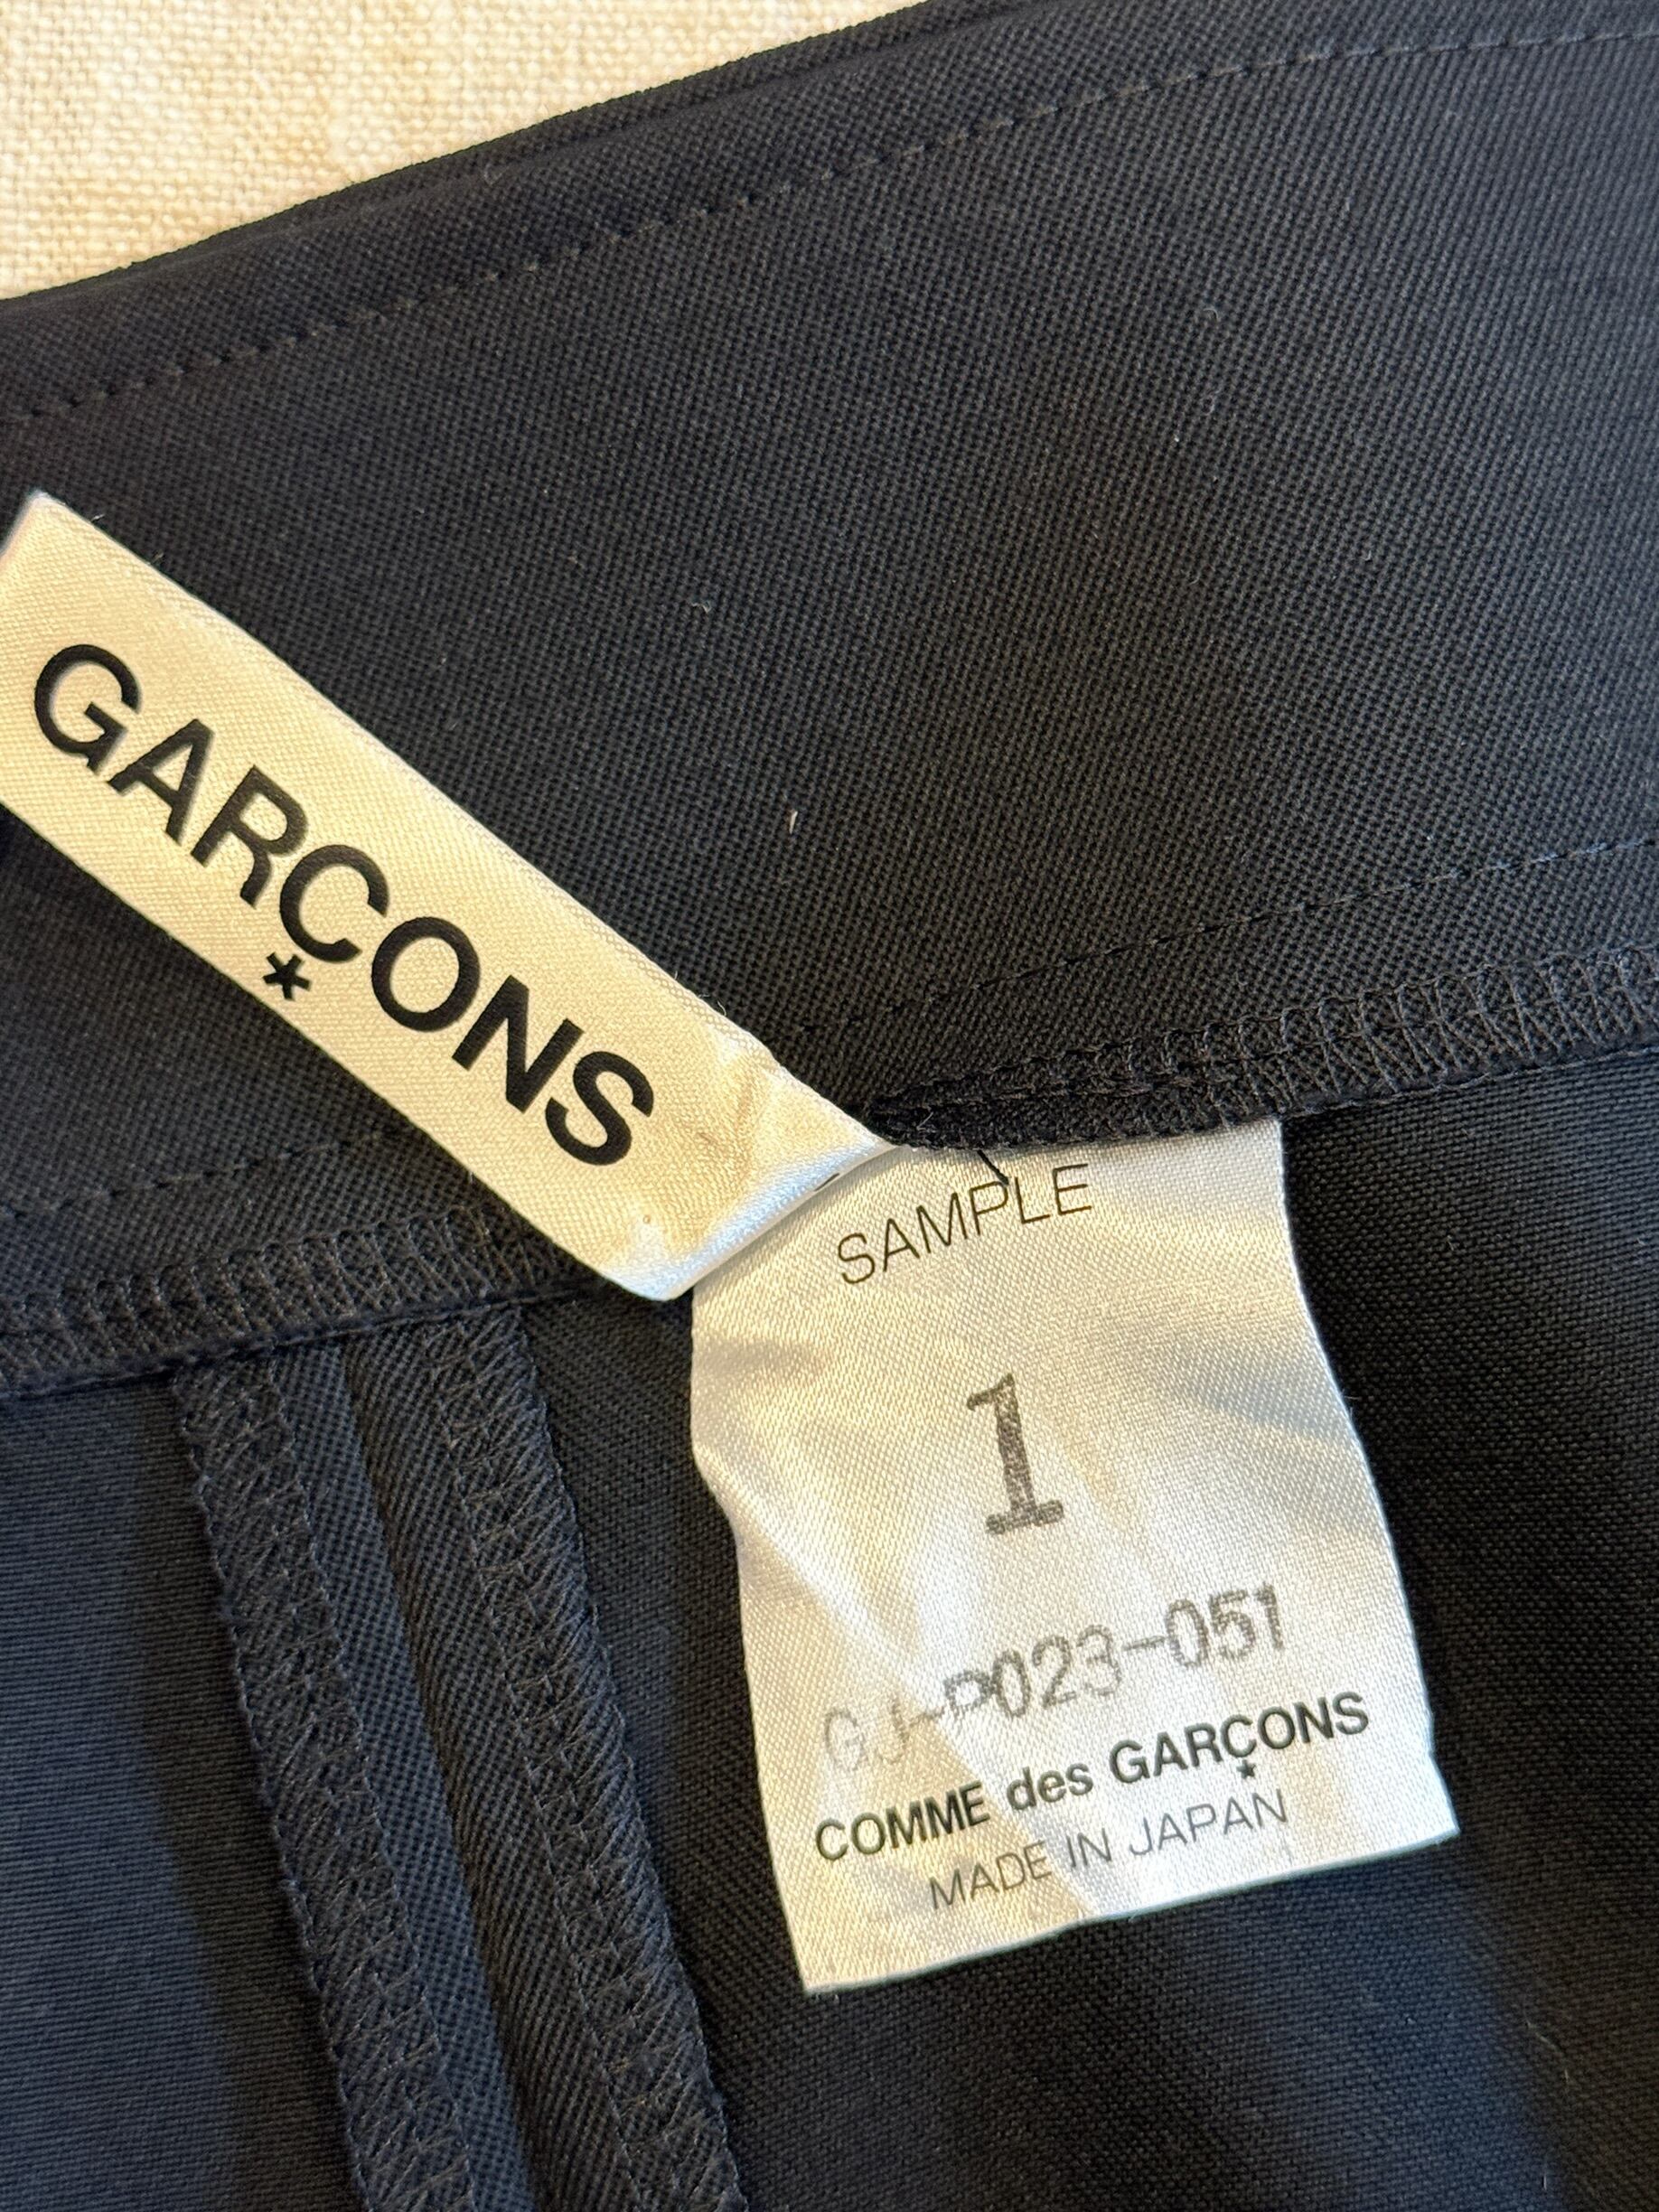 GARÇONS
*
SAMPLE
1
GJ-P023-051
COMME des GARÇONS
★
MADE IN JAPAN